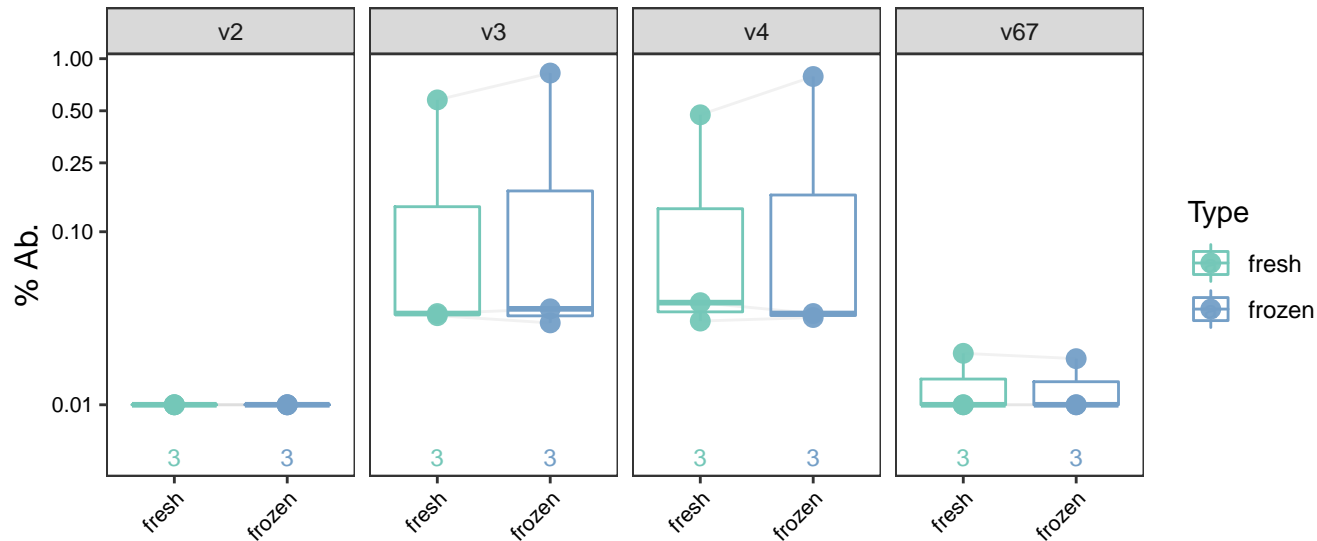 v2 v3 v4 v67
% Ab.
1.00
0.50
0.25
0.10
0.01
3 3 3 3 3 3 3 3
fresh frozen fresh frozen fresh frozen fresh frozen
Type
fresh
frozen